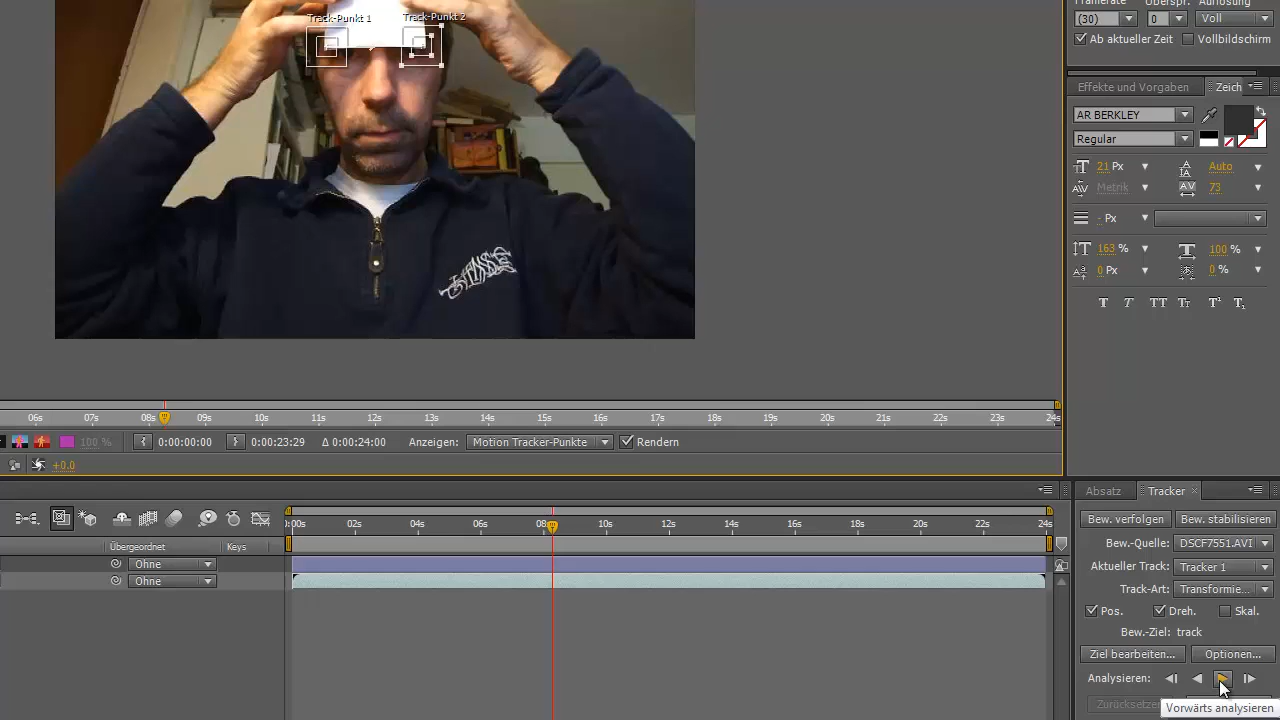 Track-Punkt 1
Track-Punkt 2
(30)
0
Voll
Ab aktueller Zeit
Vollbildschirm
Effekte und Vorgaben
Zeich
AR BERKLEY
Regular
21 Px
Auto
Metrik
73
- Px
163 %
100 %
0 Px
0 %
06s 07s 08s 09s 10s 11s 12s 13s 14s 15s 16s 17s 18s 19s 20s 21s 22s 23s 24s
100 %
0:00:00:00
0:00:23:29
Δ 0:00:24:00
Anzeigen:
Motion Tracker-Punkte
Rendern
+0.0
Absatz
Tracker
02s 04s 06s 08 10s 12s 14s 16s 18s 20s 22s 24s
Übergeordnet
Keys
Ohne
Ohne
Bew. verfolgen
Bew. stabilisieren
Bew.-Quelle:
DSCF7551.AVI
Aktueller Track:
Tracker 1
Track-Art:
Transformie...
Pos.
Dreh.
Skal.
Bew.-Ziel: track
Ziel bearbeiten...
Optionen...
Analysieren:
Zurücksetzen
Vorwärts analysieren